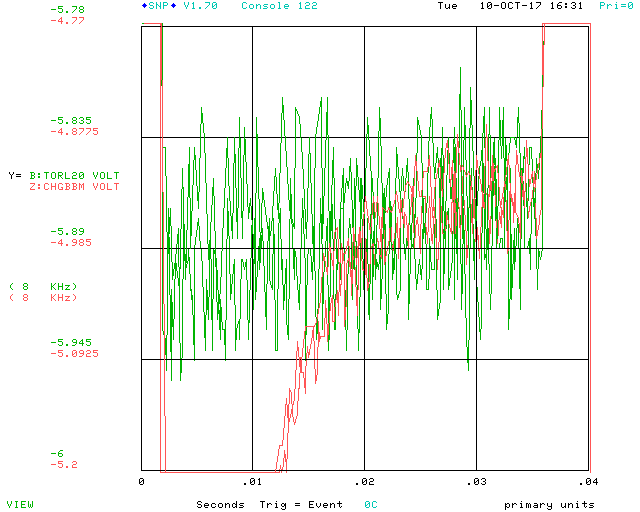 -5.78 ◆SNP◆ V1.70 Console 122 Tue 10-OCT-17 16:31 Pri=0
-4.22
-5.835
-4.8775
Y= B:TORL20 VOLT
Z:CHGBBM VOLT
-5.89
-4.985
( 8 KHz)
( 8 KHz)
-5.945
-5.0925
-6
-5.2
0 .01 .02 .03 .04
VIEW Seconds Trig = Event 0C primary units